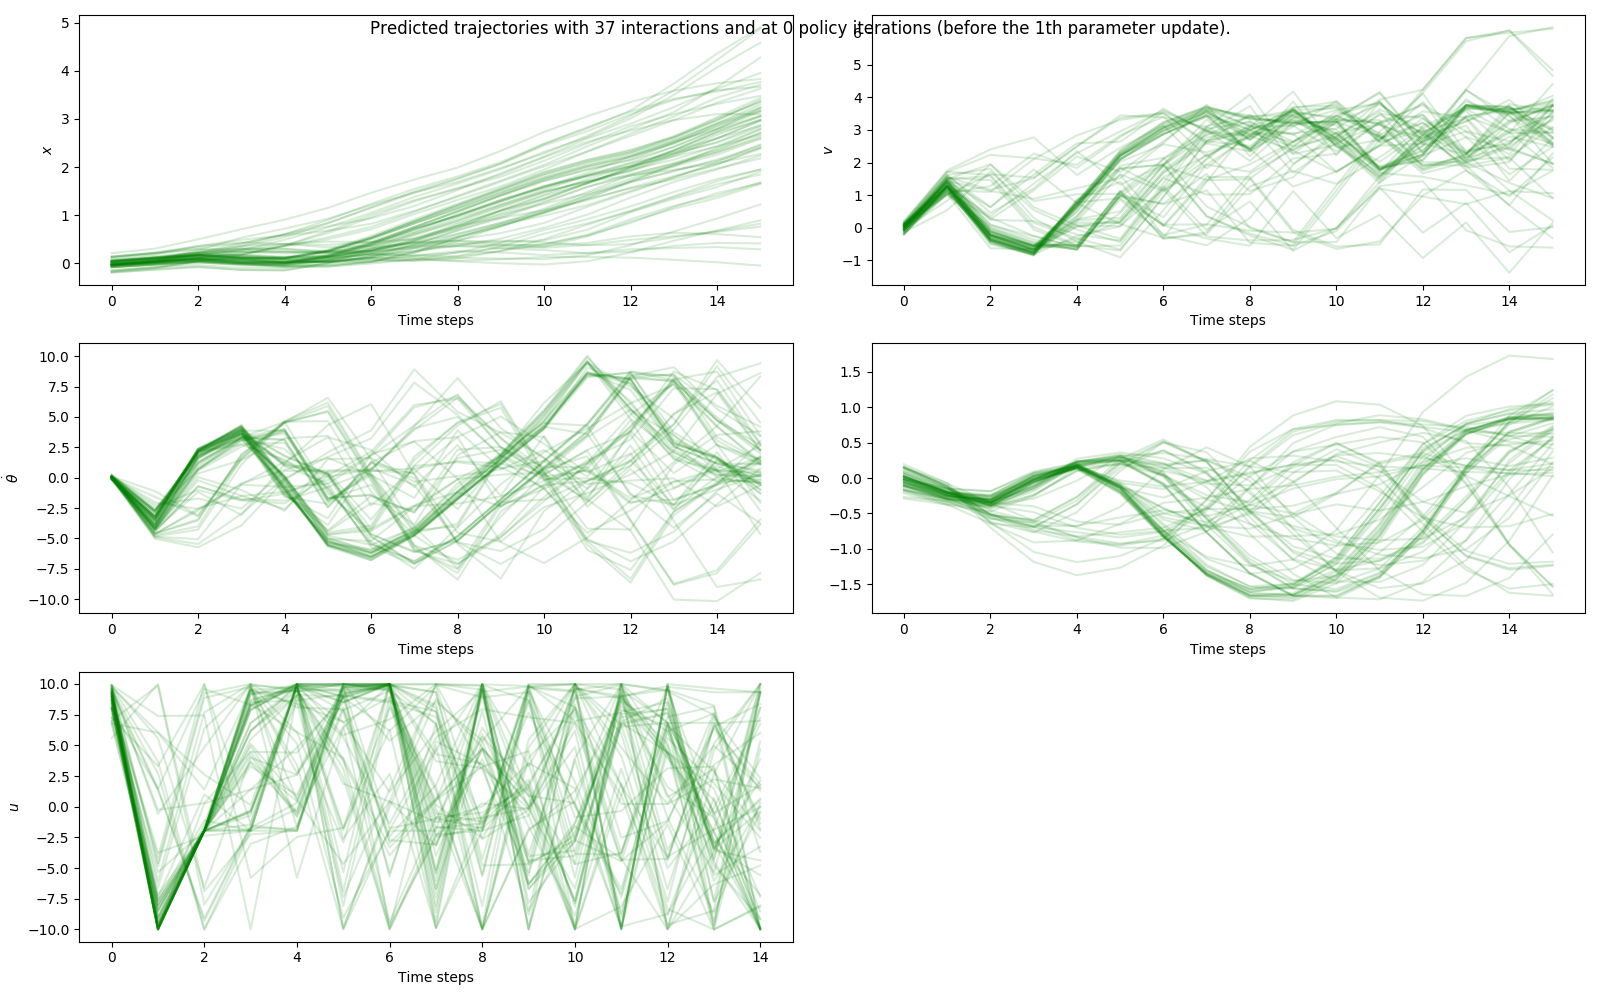 Predicted trajectories with 37 interactions and at 0 policy iterations (before the 1th parameter update).
5
4
3
2
1
0
x
0 2 4 6 8 10 12 14
Time steps
6
5
4
3
2
1
0
−1
v
0 2 4 6 8 10 12 14
Time steps
10.0
7.5
5.0
2.5
0.0
−2.5
−5.0
−7.5
−10.0
θ̇
0 2 4 6 8 10 12 14
Time steps
1.5
1.0
0.5
0.0
−0.5
−1.0
−1.5
θ
0 2 4 6 8 10 12 14
Time steps
10.0
7.5
5.0
2.5
0.0
−2.5
−5.0
−7.5
−10.0
u
0 2 4 6 8 10 12 14
Time steps